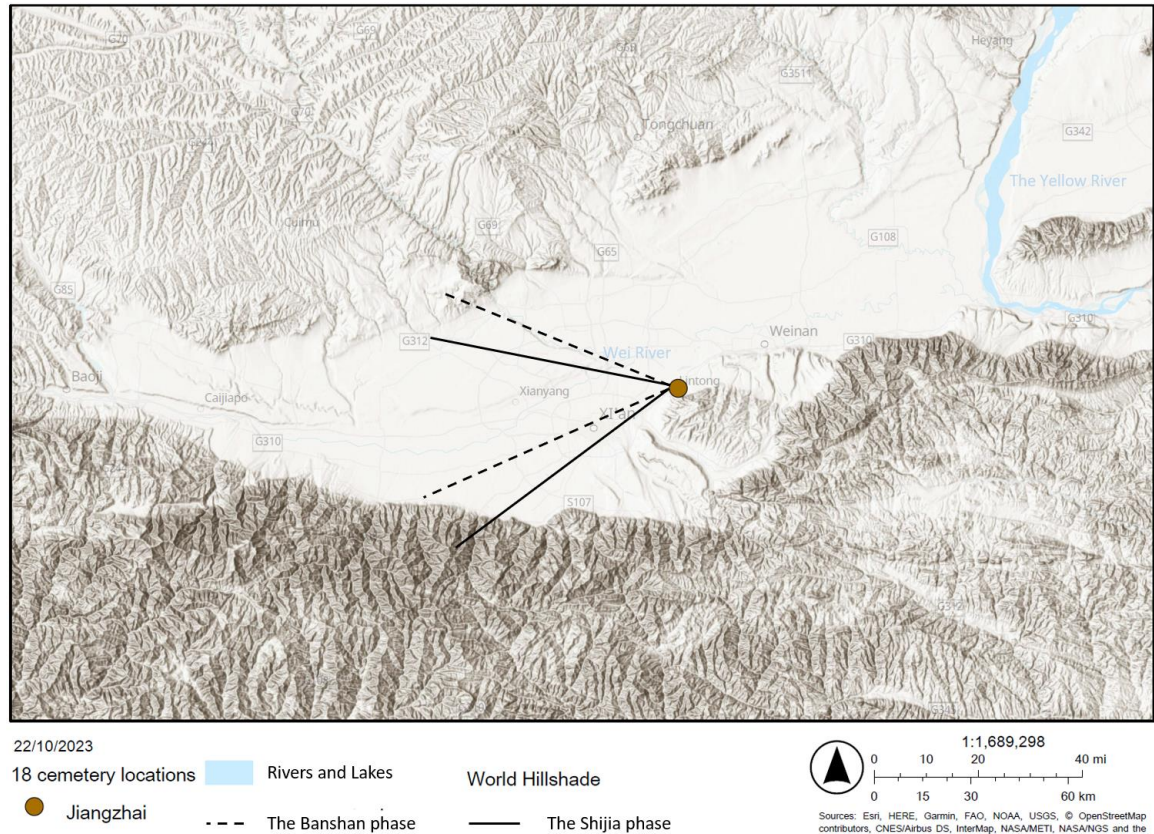 G70
G69
G65
Heyang
G3511
G70
Tongchuan
G342
The Yellow River
Cuimu
G69
G65
G108
G85
G310
G312
Weinan
G310
Wei River
Baoji
Lintong
Xianyang
Caijiapo
Xi'an
G310
S107
G312
22/10/2023
18 cemetery locations
Rivers and Lakes
World Hillshade
Jiangzhai
The Banshan phase
The Shijia phase
1:1,689,298
0 10 20 40 mi
0 15 30 60 km
Sources: Esri, HERE, Garmin, FAO, NOAA, USGS, © OpenStreetMap
contributors, CNES/Airbus DS, InterMap, NASA/METI, NASA/NGS and the